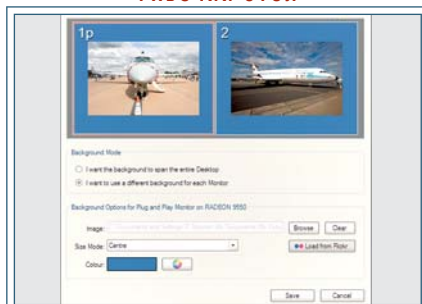 1p 2
Background Mode
I want the background to span the entire Desktop
I want to use a different background for each Monitor
Background Options for Plug and Play Monitor on RADEON 9550
Image: Browse Clear
Size Mode: Centre Load from Flickr
Colour:
Save Cancel